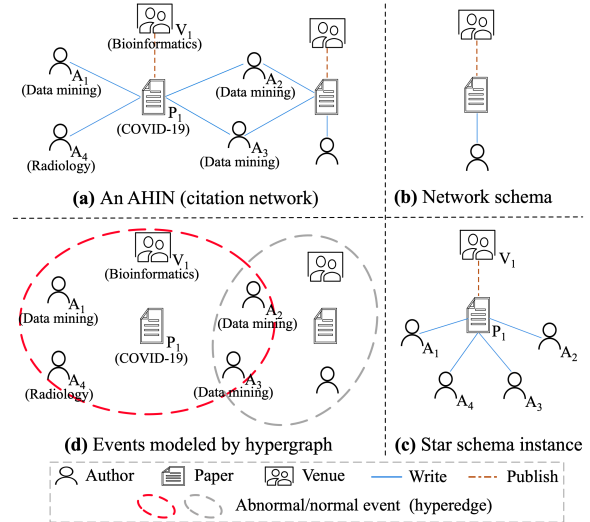 V1
(Bioinformatics)
A1
(Data mining)
A2
(Data mining)
P1
(COVID-19)
A4
(Radiology)
A3
(Data mining)
(a) An AHIN (citation network)
(b) Network schema
V1
(Bioinformatics)
A1
(Data mining)
A2
(Data mining)
P1
(COVID-19)
A4
(Radiology)
A3
(Data mining)
(d) Events modeled by hypergraph
V1
P1
A1
A2
A4
A3
(c) Star schema instance
Author Paper Venue Write Publish
Abnormal/normal event (hyperedge)